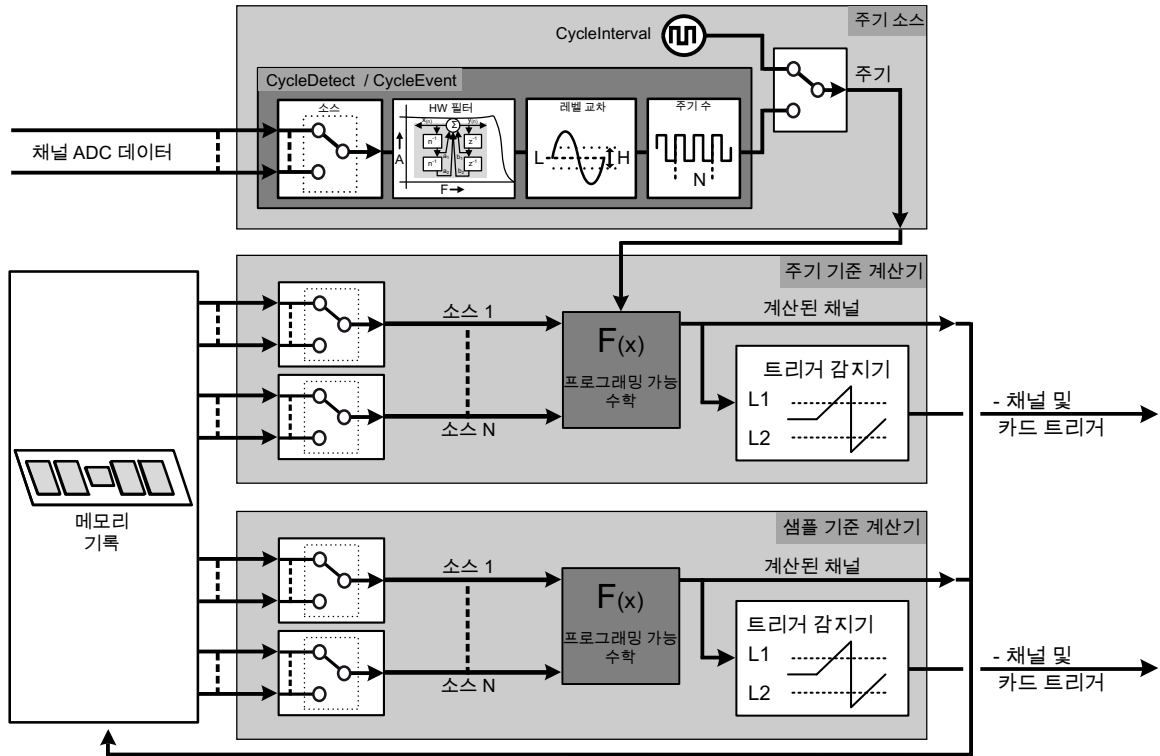 주기 소스
CycleInterval
주기
CycleDetect / CycleEvent
소스
HW 필터
레벨 교차
주기 수
채널 ADC 데이터
x(n)
y(n)
Σ
A
F
L
H
N
주기 기준 계산기
소스 1
계산된 채널
F(x)
프로그래밍 가능
수학
트리거 감지기
L1
L2
소스 N
- 채널 및
카드 트리거
메모리
기록
샘플 기준 계산기
소스 1
계산된 채널
F(x)
프로그래밍 가능
수학
트리거 감지기
L1
L2
소스 N
- 채널 및
카드 트리거